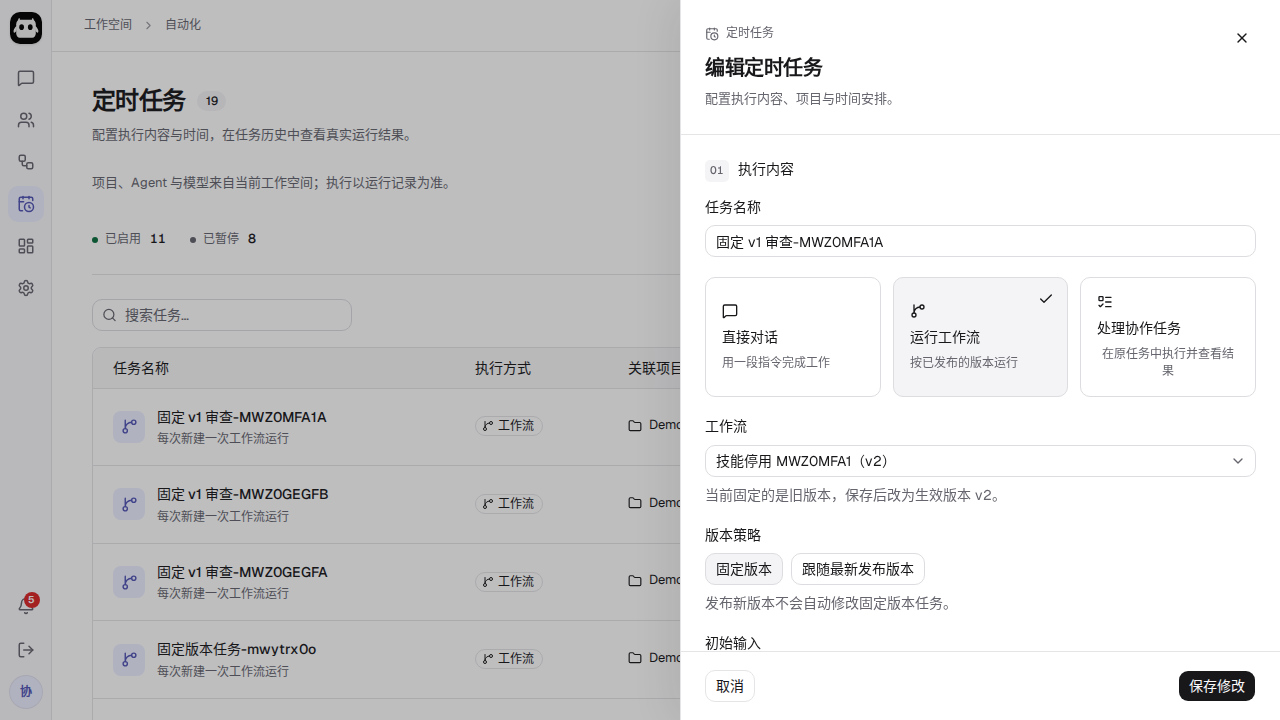 工作空间
自动化
定时任务 19
配置执行内容与时间，在任务历史中查看真实运行结果。
项目、Agent 与模型来自当前工作空间；执行以运行记录为准。
已启用 11 已暂停 8
搜索任务…
任务名称 执行方式 关联项目
固定 v1 审查-MWZ0MFA1A
每次新建一次工作流运行
工作流
Demo
固定 v1 审查-MWZ0GEGFB
每次新建一次工作流运行
工作流
Demo
固定 v1 审查-MWZ0GEGFA
每次新建一次工作流运行
工作流
Demo
固定版本任务-mwytrx0o
每次新建一次工作流运行
工作流
Demo
5
协
定时任务
编辑定时任务
配置执行内容、项目与时间安排。
01 执行内容
任务名称
固定 v1 审查-MWZ0MFA1A
直接对话
用一段指令完成工作
运行工作流
按已发布的版本运行
处理协作任务
在原任务中执行并查看结
果
工作流
技能停用 MWZ0MFA1（v2）
当前固定的是旧版本，保存后改为生效版本 v2。
版本策略
固定版本 跟随最新发布版本
发布新版本不会自动修改固定版本任务。
初始输入
取消 保存修改